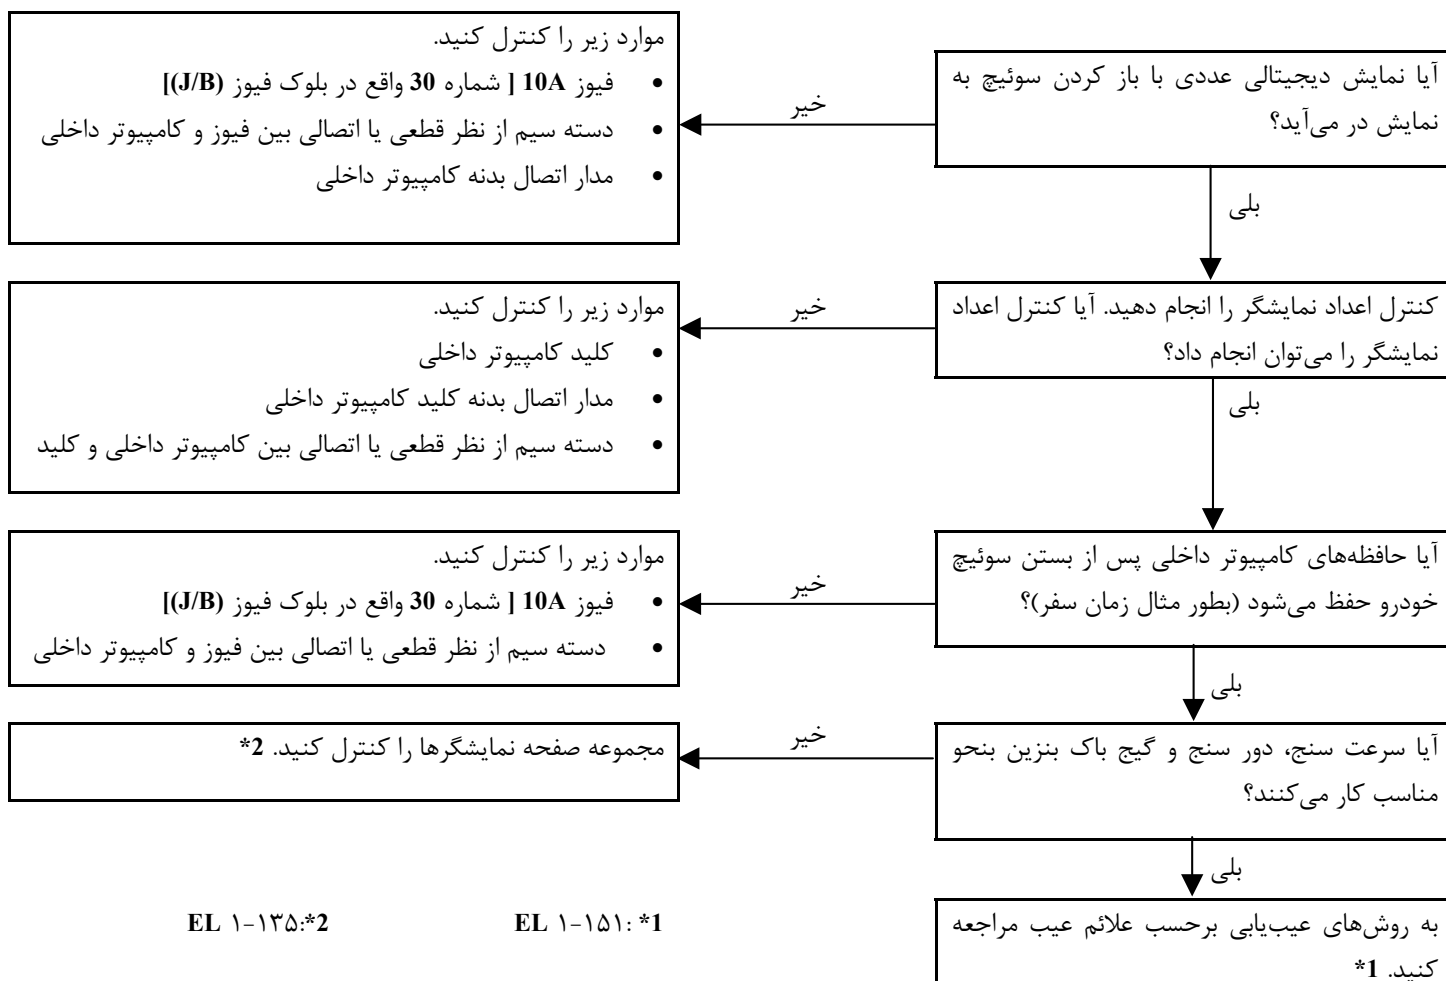 آیا نمایش دیجیتالی عددی با باز کردن سوئیچ به
نمایش در می‌آید؟
خیر
موارد زیر را کنترل کنید.
• فیوز 10A [ شماره 30 واقع در بلوک فیوز (J/B)]
• دسته سیم از نظر قطعی یا اتصالی بین فیوز و کامپیوتر داخلی
• مدار اتصال بدنه کامپیوتر داخلی
بلی
کنترل اعداد نمایشگر را انجام دهید. آیا کنترل اعداد
نمایشگر را می‌توان انجام داد؟
خیر
موارد زیر را کنترل کنید.
• کلید کامپیوتر داخلی
• مدار اتصال بدنه کلید کامپیوتر داخلی
• دسته سیم از نظر قطعی یا اتصالی بین کامپیوتر داخلی و کلید
بلی
آیا حافظه‌های کامپیوتر داخلی پس از بستن سوئیچ
خودرو حفظ می‌شود (بطور مثال زمان سفر)؟
خیر
موارد زیر را کنترل کنید.
• فیوز 10A [ شماره 30 واقع در بلوک فیوز (J/B)]
• دسته سیم از نظر قطعی یا اتصالی بین فیوز و کامپیوتر داخلی
بلی
آیا سرعت سنج، دور سنج و گیج باک بنزین بنحو
مناسب کار می‌کنند؟
خیر
مجموعه صفحه نمایشگرها را کنترل کنید. 2*
بلی
به روش‌های عیب‌یابی برحسب علائم عیب مراجعه
کنید. 1*
EL ۱-۱۵۱: *1
EL ۱-۱۳۵:*2